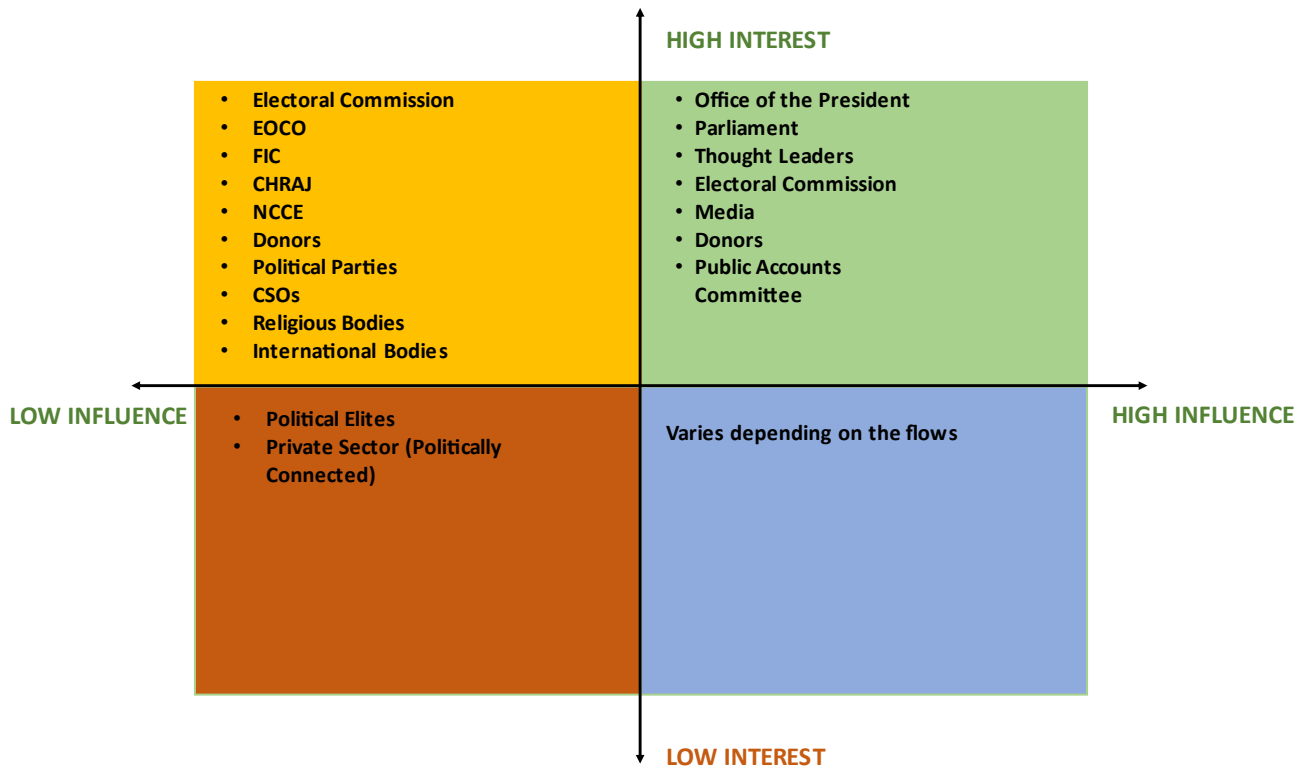 HIGH INTEREST
• Electoral Commission
• EOCO
• FIC
• CHRAJ
• NCCE
• Donors
• Political Parties
• CSOs
• Religious Bodies
• International Bodies
• Office of the President
• Parliament
• Thought Leaders
• Electoral Commission
• Media
• Donors
• Public Accounts
Committee
LOW INFLUENCE
HIGH INFLUENCE
• Political Elites
• Private Sector (Politically
Connected)
Varies depending on the flows
LOW INTEREST